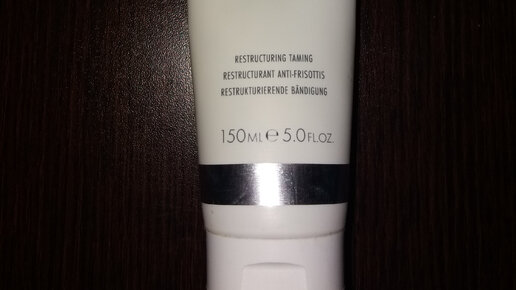 RESTRUCTURING TAMING
RESTRUCTURANT ANTI-FRISOTTIS
RESTRUKTURIERENDE BÄNDIGUNG
150ML ℮ 5.0FL.OZ.